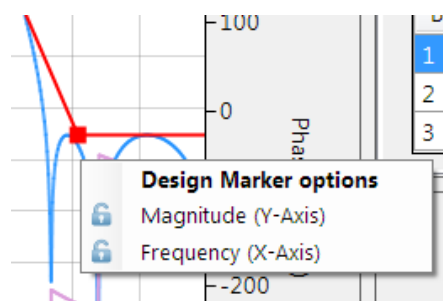 100
0
Phas
-200
1
2
3
Design Marker options
Magnitude (Y-Axis)
Frequency (X-Axis)